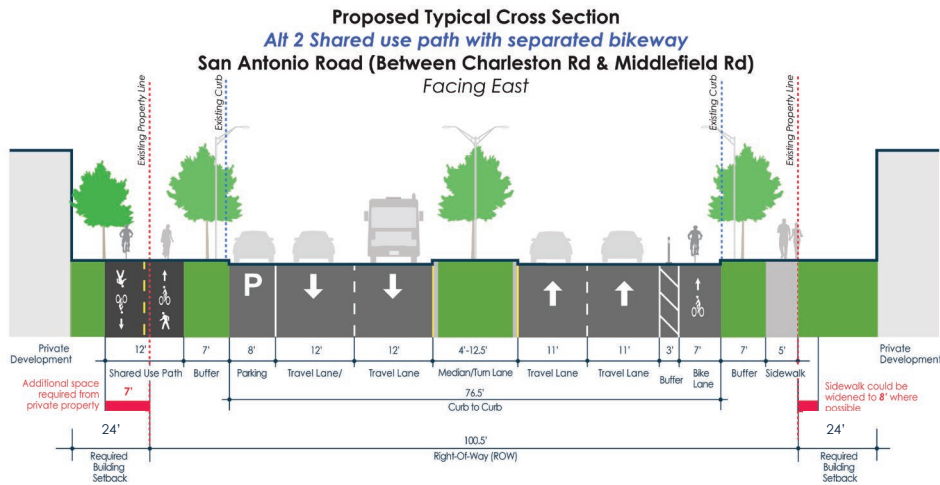 Proposed Typical Cross Section
Alt 2 Shared use path with separated bikeway
San Antonio Road (Between Charleston Rd & Middlefield Rd)
Facing East
Existing Property Line
Existing Curb
Existing Curb
Existing Property Line
P
Private
Development
12'
7'
8'
12'
12'
4'-12.5'
11'
11'
3'
7'
7'
5'
Private
Development
Shared Use Path
Buffer
Parking
Travel Lane/
Travel Lane
Median/Turn Lane
Travel Lane
Travel Lane
Buffer
Bike
Lane
Buffer
Sidewalk
Additional space
required from
private property
7'
76.5'
Curb to Curb
Sidewalk could be
widened to 8' where
possible
24'
24'
100.5'
Required
Building
Setback
Right-Of-Way (ROW)
Required
Building
Setback